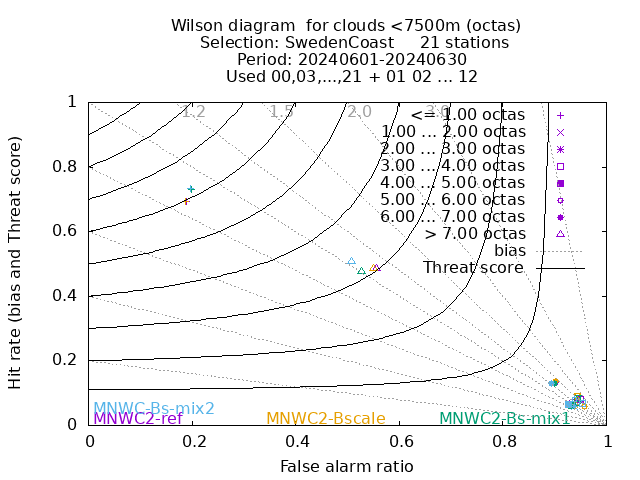 Wilson diagram  for clouds <7500m (octas)
Selection: SwedenCoast     21 stations
Period: 20240601-20240630
Used 00,03,...,21 + 01 02 ... 12
1.2 1.5 2.0 3.0
<= 1.00 octas
1.00 ... 2.00 octas
2.00 ... 3.00 octas
3.00 ... 4.00 octas
4.00 ... 5.00 octas
5.00 ... 6.00 octas
6.00 ... 7.00 octas
> 7.00 octas
bias
Threat score
Hit rate (bias and Threat score)
1
0.8
0.6
0.4
0.2
0
MNWC-Bs-mix2
MNWC2-ref MNWC2-Bscale MNWC2-Bs-mix1
0 0.2 0.4 0.6 0.8 1
False alarm ratio